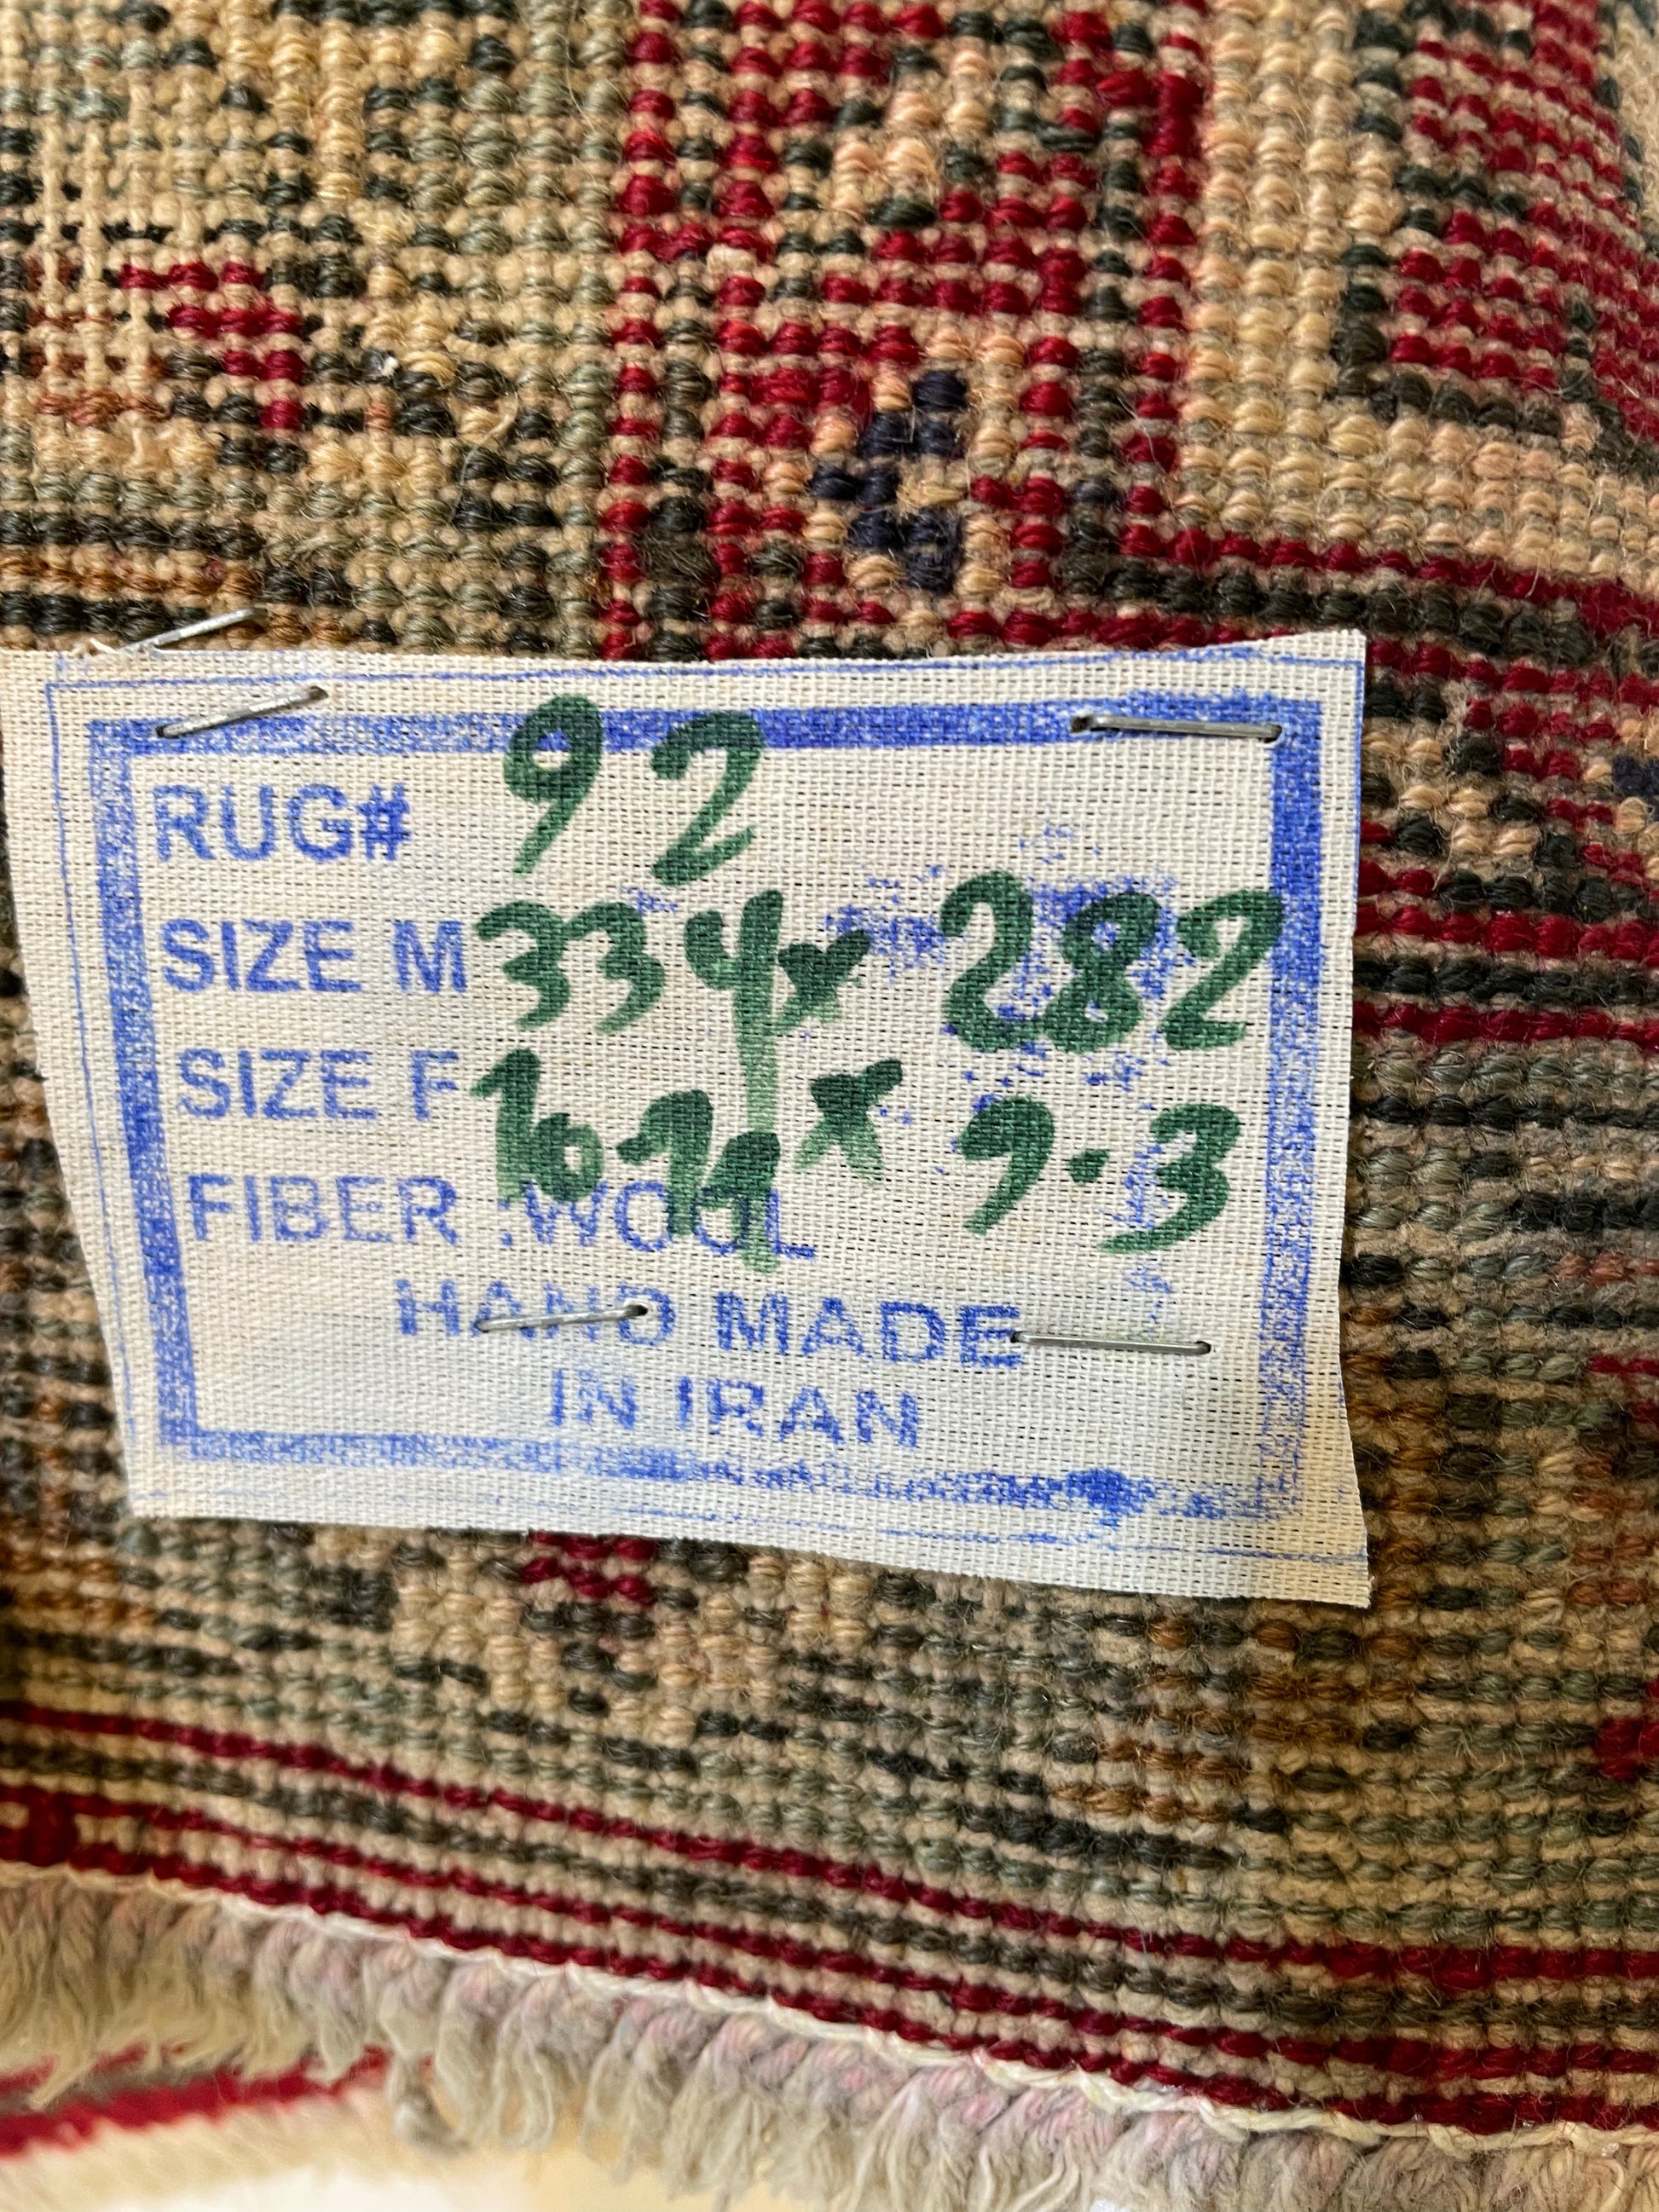 RUG# 92
SIZE M 334 x 282
SIZE F 10-11 x 9.3
FIBER :WOOL
HAND MADE
IN IRAN